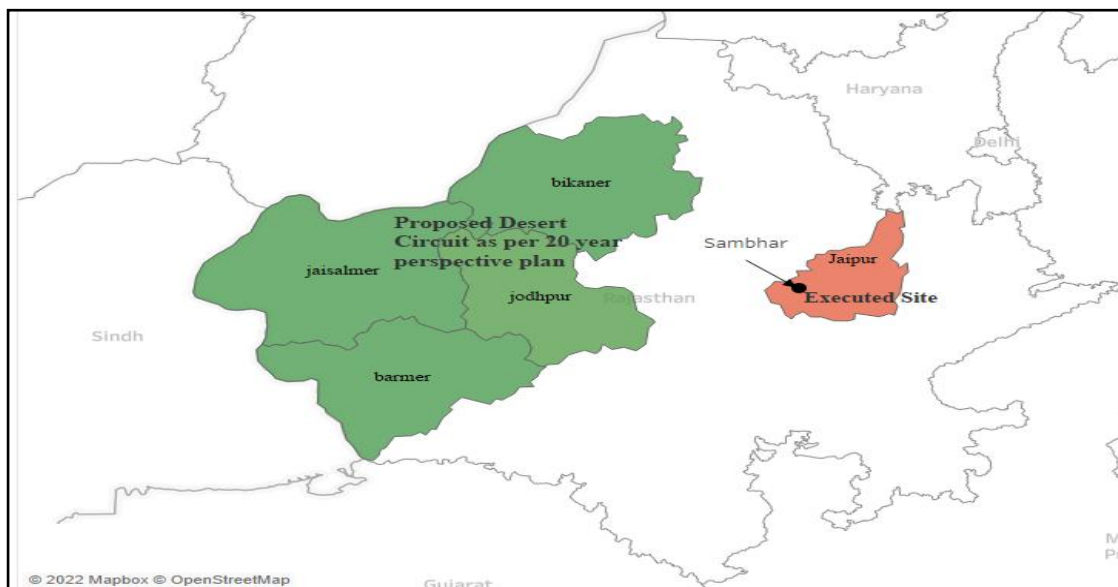 Haryana
Delhi
bikaner
Proposed Desert
Circuit as per 20 year
perspective plan
Sambhar
Jaipur
jaisalmer
jodhpur
Rajasthan
Executed Site
Sindh
barmer
M
P
© 2022 Mapbox © OpenStreetMap
Gujarat